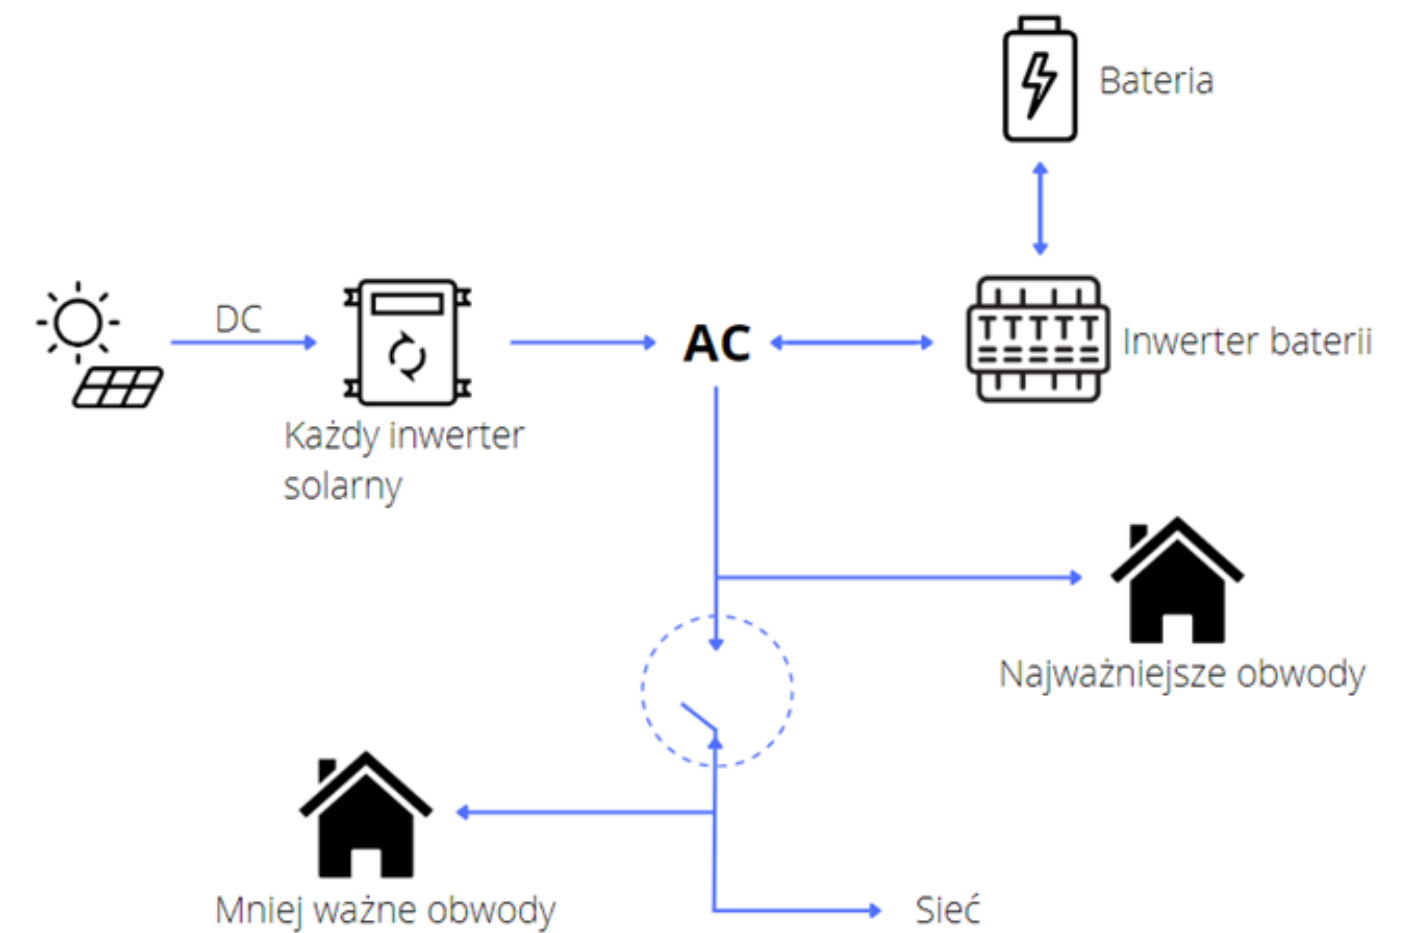 Bateria
DC
AC
Inwerter baterii
Każdy inwerter
solarny
Najważniejsze obwody
Mniej ważne obwody
Sieć